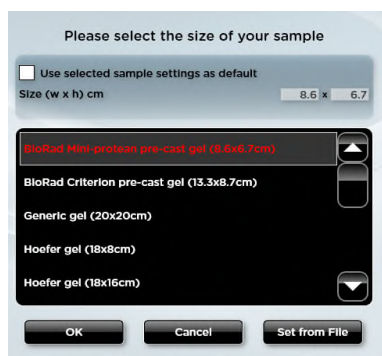 Please select the size of your sample
Use selected sample settings as default
Size (w x h) cm 8.6 x 6.7
BioRad Mini-protean pre-cast gel (8.6x6.7cm)
BioRad Criterion pre-cast gel (13.3x8.7cm)
Generic gel (20x20cm)
Hoefer gel (18x8cm)
Hoefer gel (18x16cm)
OK Cancel Set from File